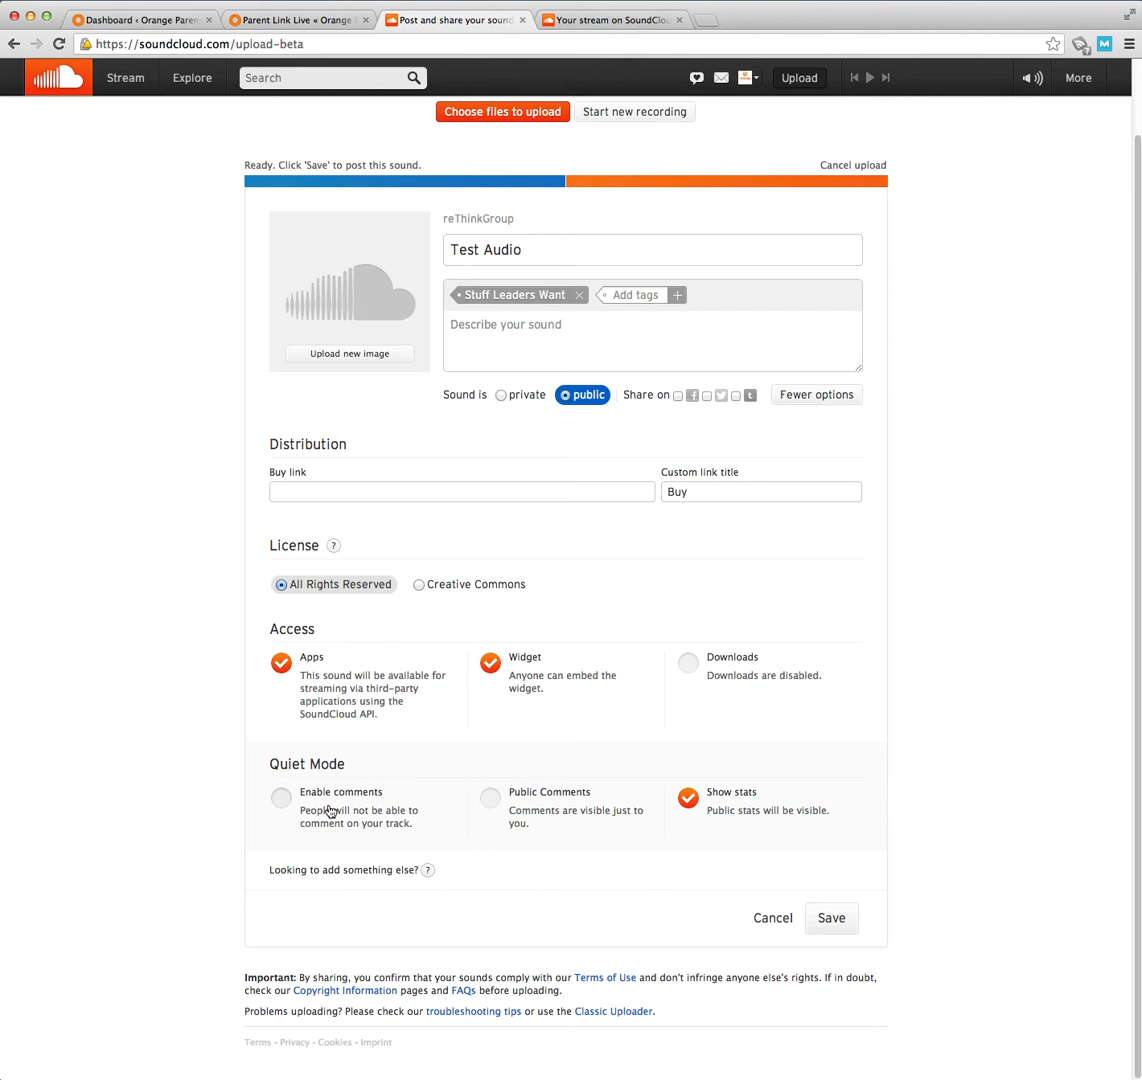 Dashboard ‹ Orange Paren
Parent Link Live « Orange
Post and share your sound
Your stream on SoundClou
https://soundcloud.com/upload-beta
Stream
Explore
Search
Upload
More
Choose files to upload
Start new recording
Ready. Click 'Save' to post this sound.
Cancel upload
reThinkGroup
Test Audio
Stuff Leaders Want
Add tags
Describe your sound
Upload new image
Sound is private public Share on f t Fewer options
Distribution
Buy link
Custom link title
Buy
License ?
All Rights Reserved
Creative Commons
Access
Apps
This sound will be available for
streaming via third-party
applications using the
SoundCloud API.
Widget
Anyone can embed the
widget.
Downloads
Downloads are disabled.
Quiet Mode
Enable comments
People will not be able to
comment on your track.
Public Comments
Comments are visible just to
you.
Show stats
Public stats will be visible.
Looking to add something else? ?
Cancel
Save
Important: By sharing, you confirm that your sounds comply with our Terms of Use and don't infringe anyone else's rights. If in doubt,
check our Copyright Information pages and FAQs before uploading.
Problems uploading? Please check our troubleshooting tips or use the Classic Uploader.
Terms - Privacy - Cookies - Imprint